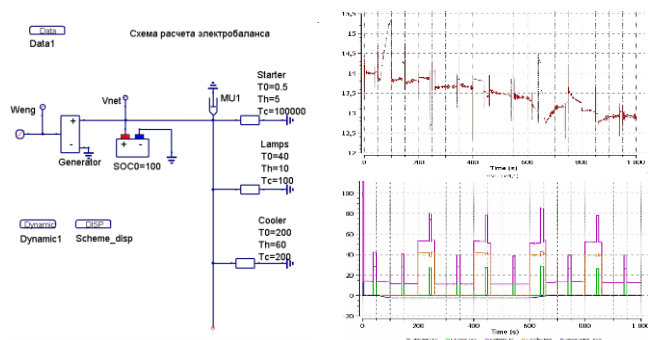 Data
Data1
Схема расчета электробаланса
Weng
Vnet
MU1
Starter
T0=0.5
Th=5
Tc=100000
+
-
Generator
+
-
SOC0=100
Lamps
T0=40
Th=10
Tc=100
Dynamic
DISP
Dynamic1
Scheme_disp
Cooler
T0=200
Th=60
Tc=200
15,5
15
14,5
14
13,5
13
12,5
12
0
200
400
600
800
1 000
Time (s)
100
80
60
40
20
0
0
200
400
600
800
1 000
Time (s)